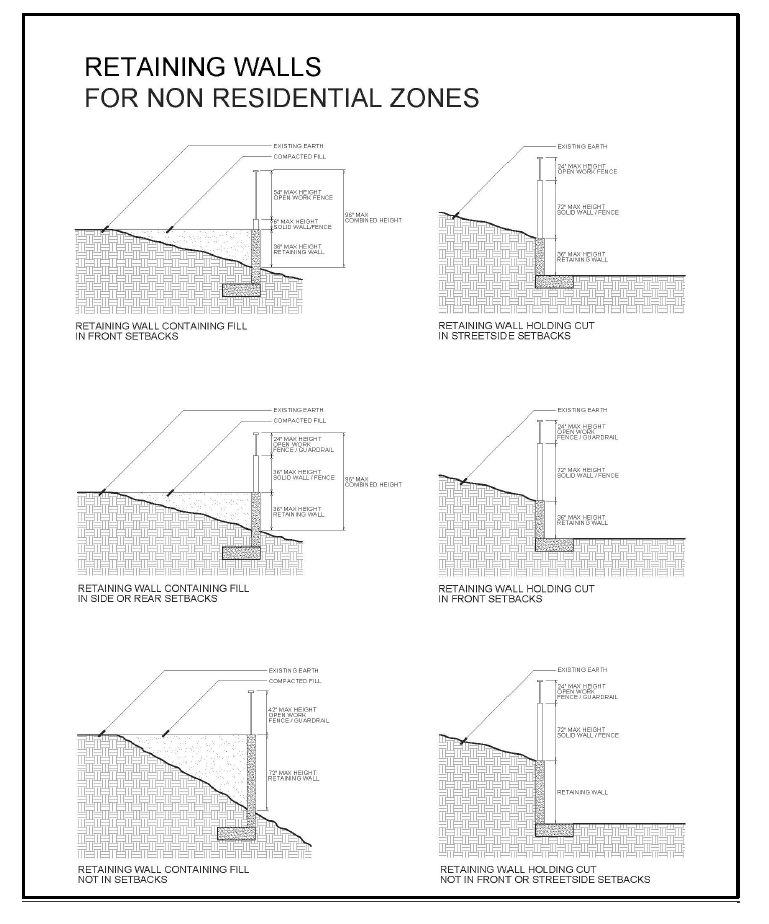 RETAINING WALLS
FOR NON RESIDENTIAL ZONES
EXISTING EARTH
COMPACTED FILL
54" MAX HEIGHT
OPEN WORK FENCE
6" MAX HEIGHT
SOLID WALL/FENCE
36" MAX HEIGHT
RETAINING WALL
96" MAX
COMBINED HEIGHT
RETAINING WALL CONTAINING FILL
IN FRONT SETBACKS
EXISTING EARTH
24" MAX HEIGHT
OPEN WORK FENCE
72" MAX HEIGHT
SOLID WALL / FENCE
36" MAX HEIGHT
RETAINING WALL
RETAINING WALL HOLDING CUT
IN STREETSIDE SETBACKS
EXISTING EARTH
COMPACTED FILL
24" MAX HEIGHT
OPEN WORK
FENCE / GUARDRAIL
36" MAX HEIGHT
SOLID WALL / FENCE
36" MAX HEIGHT
RETAINING WALL
96" MAX
COMBINED HEIGHT
RETAINING WALL CONTAINING FILL
IN SIDE OR REAR SETBACKS
EXISTING EARTH
24" MAX HEIGHT
OPEN WORK
FENCE / GUARDRAIL
72" MAX HEIGHT
SOLID WALL / FENCE
36" MAX HEIGHT
RETAINING WALL
RETAINING WALL HOLDING CUT
IN FRONT SETBACKS
EXISTING EARTH
COMPACTED FILL
42" MAX HEIGHT
OPEN WORK
FENCE / GUARDRAIL
72" MAX HEIGHT
RETAINING WALL
RETAINING WALL CONTAINING FILL
NOT IN SETBACKS
EXISTING EARTH
24" MAX HEIGHT
OPEN WORK
FENCE / GUARDRAIL
72" MAX HEIGHT
SOLID WALL / FENCE
RETAINING WALL
RETAINING WALL HOLDING CUT
NOT IN FRONT OR STREETSIDE SETBACKS